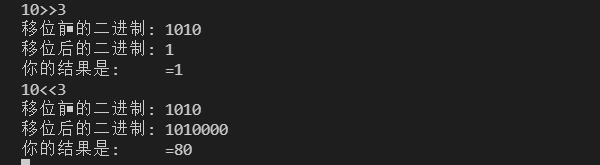 10>>3
移位前的二进制: 1010
移位后的二进制: 1
你的结果是:    =1
10<<3
移位前的二进制: 1010
移位后的二进制: 1010000
你的结果是:    =80